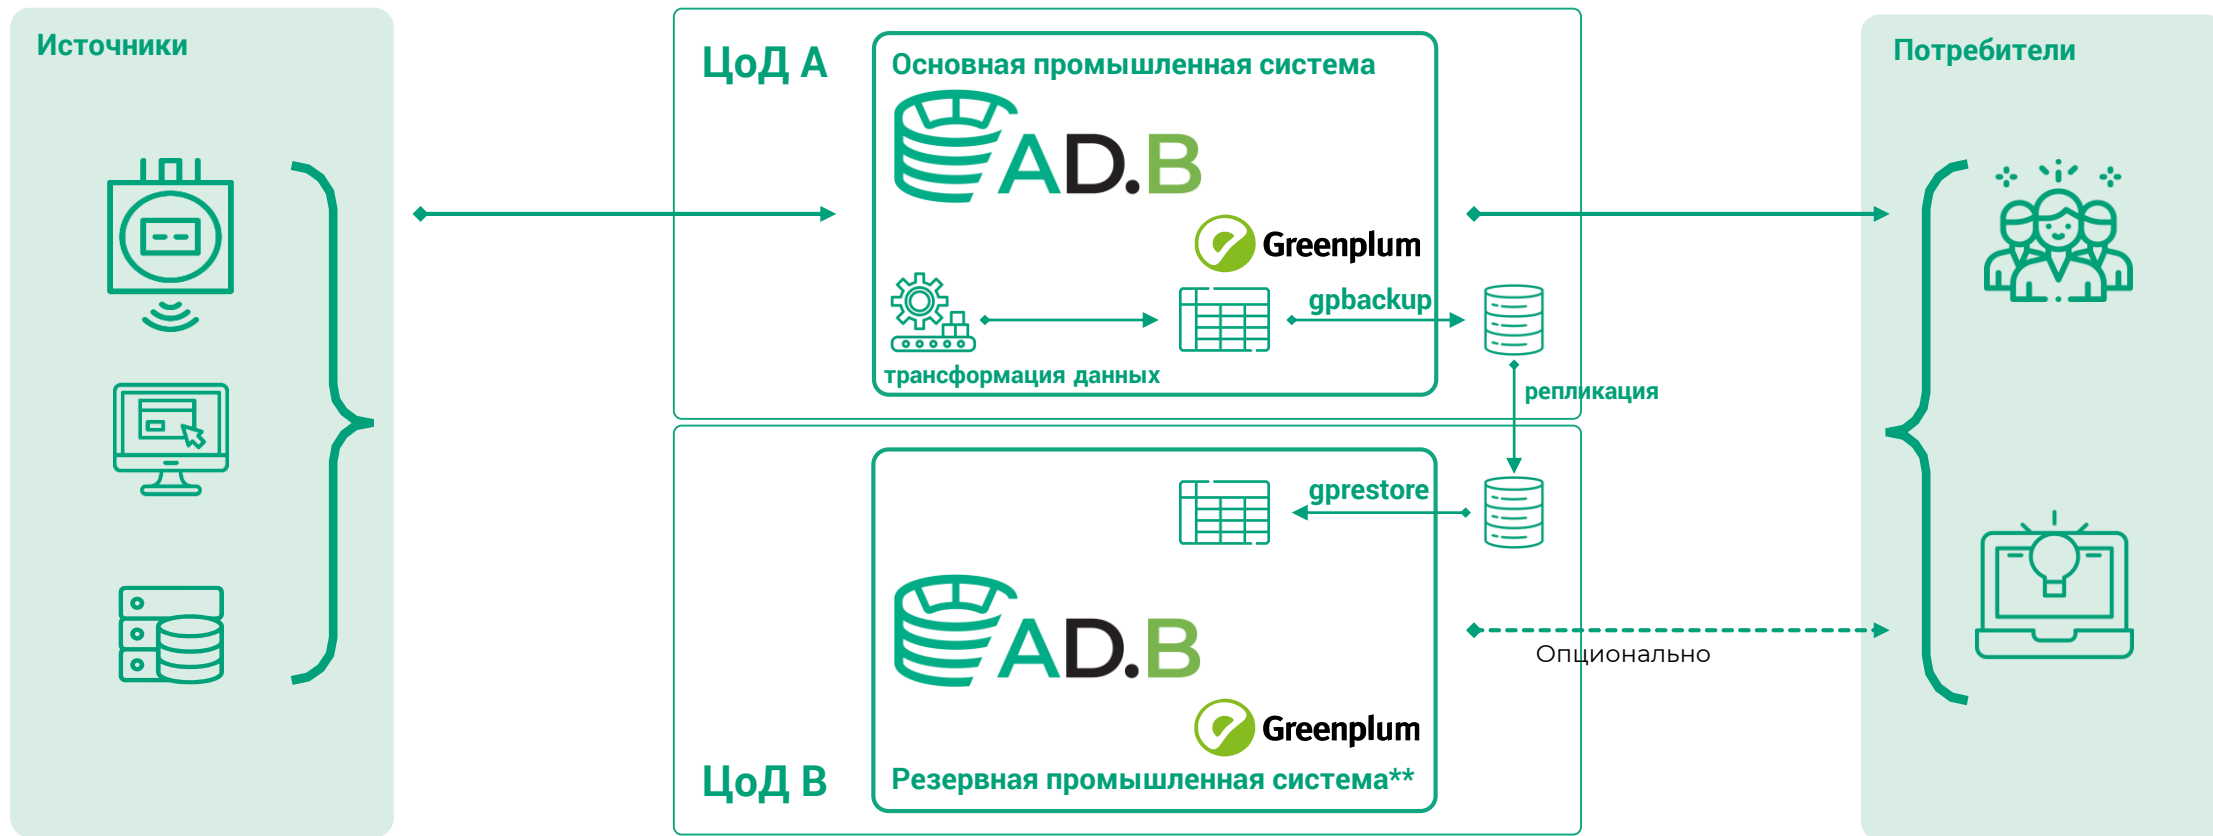 Источники
ЦоД А
Основная промышленная система
AD.B
Greenplum
gpbackup
трансформация данных
репликация
gprestore
AD.B
Greenplum
Опционально
ЦоД В
Резервная промышленная система**
Потребители